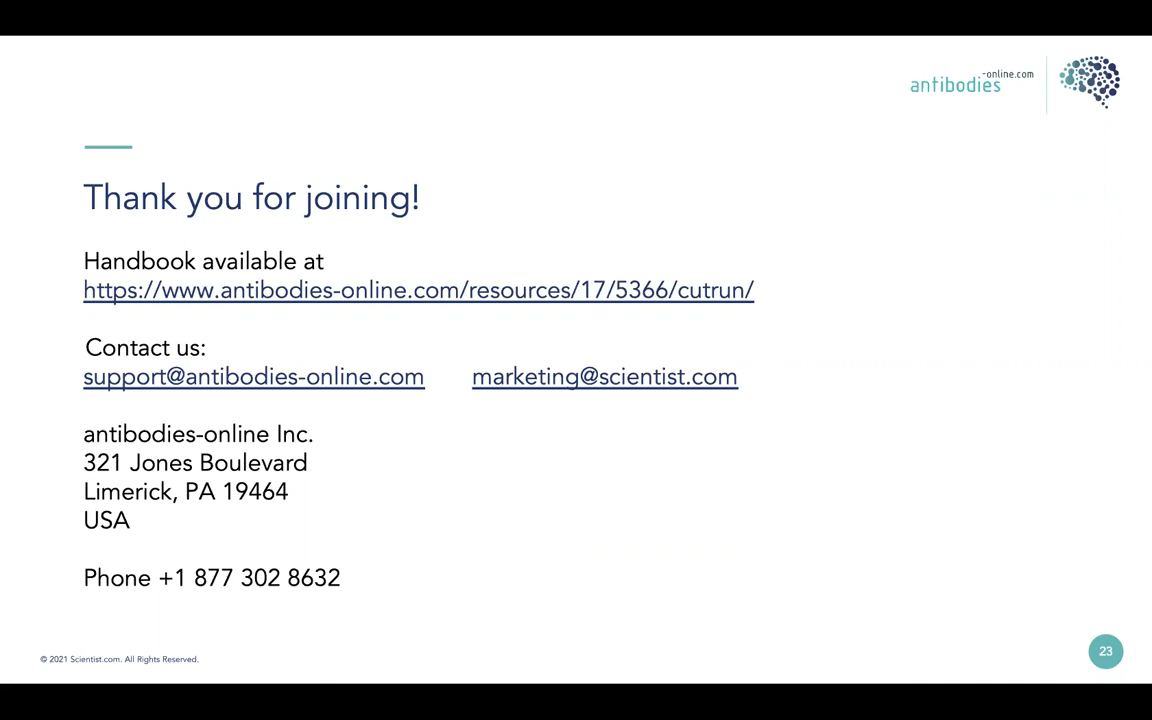 antibodies-online.com
Thank you for joining!
Handbook available at
https://www.antibodies-online.com/resources/17/5366/cutrun/
Contact us:
support@antibodies-online.com marketing@scientist.com
antibodies-online Inc.
321 Jones Boulevard
Limerick, PA 19464
USA
Phone +1 877 302 8632
© 2021 Scientist.com. All Rights Reserved.
23